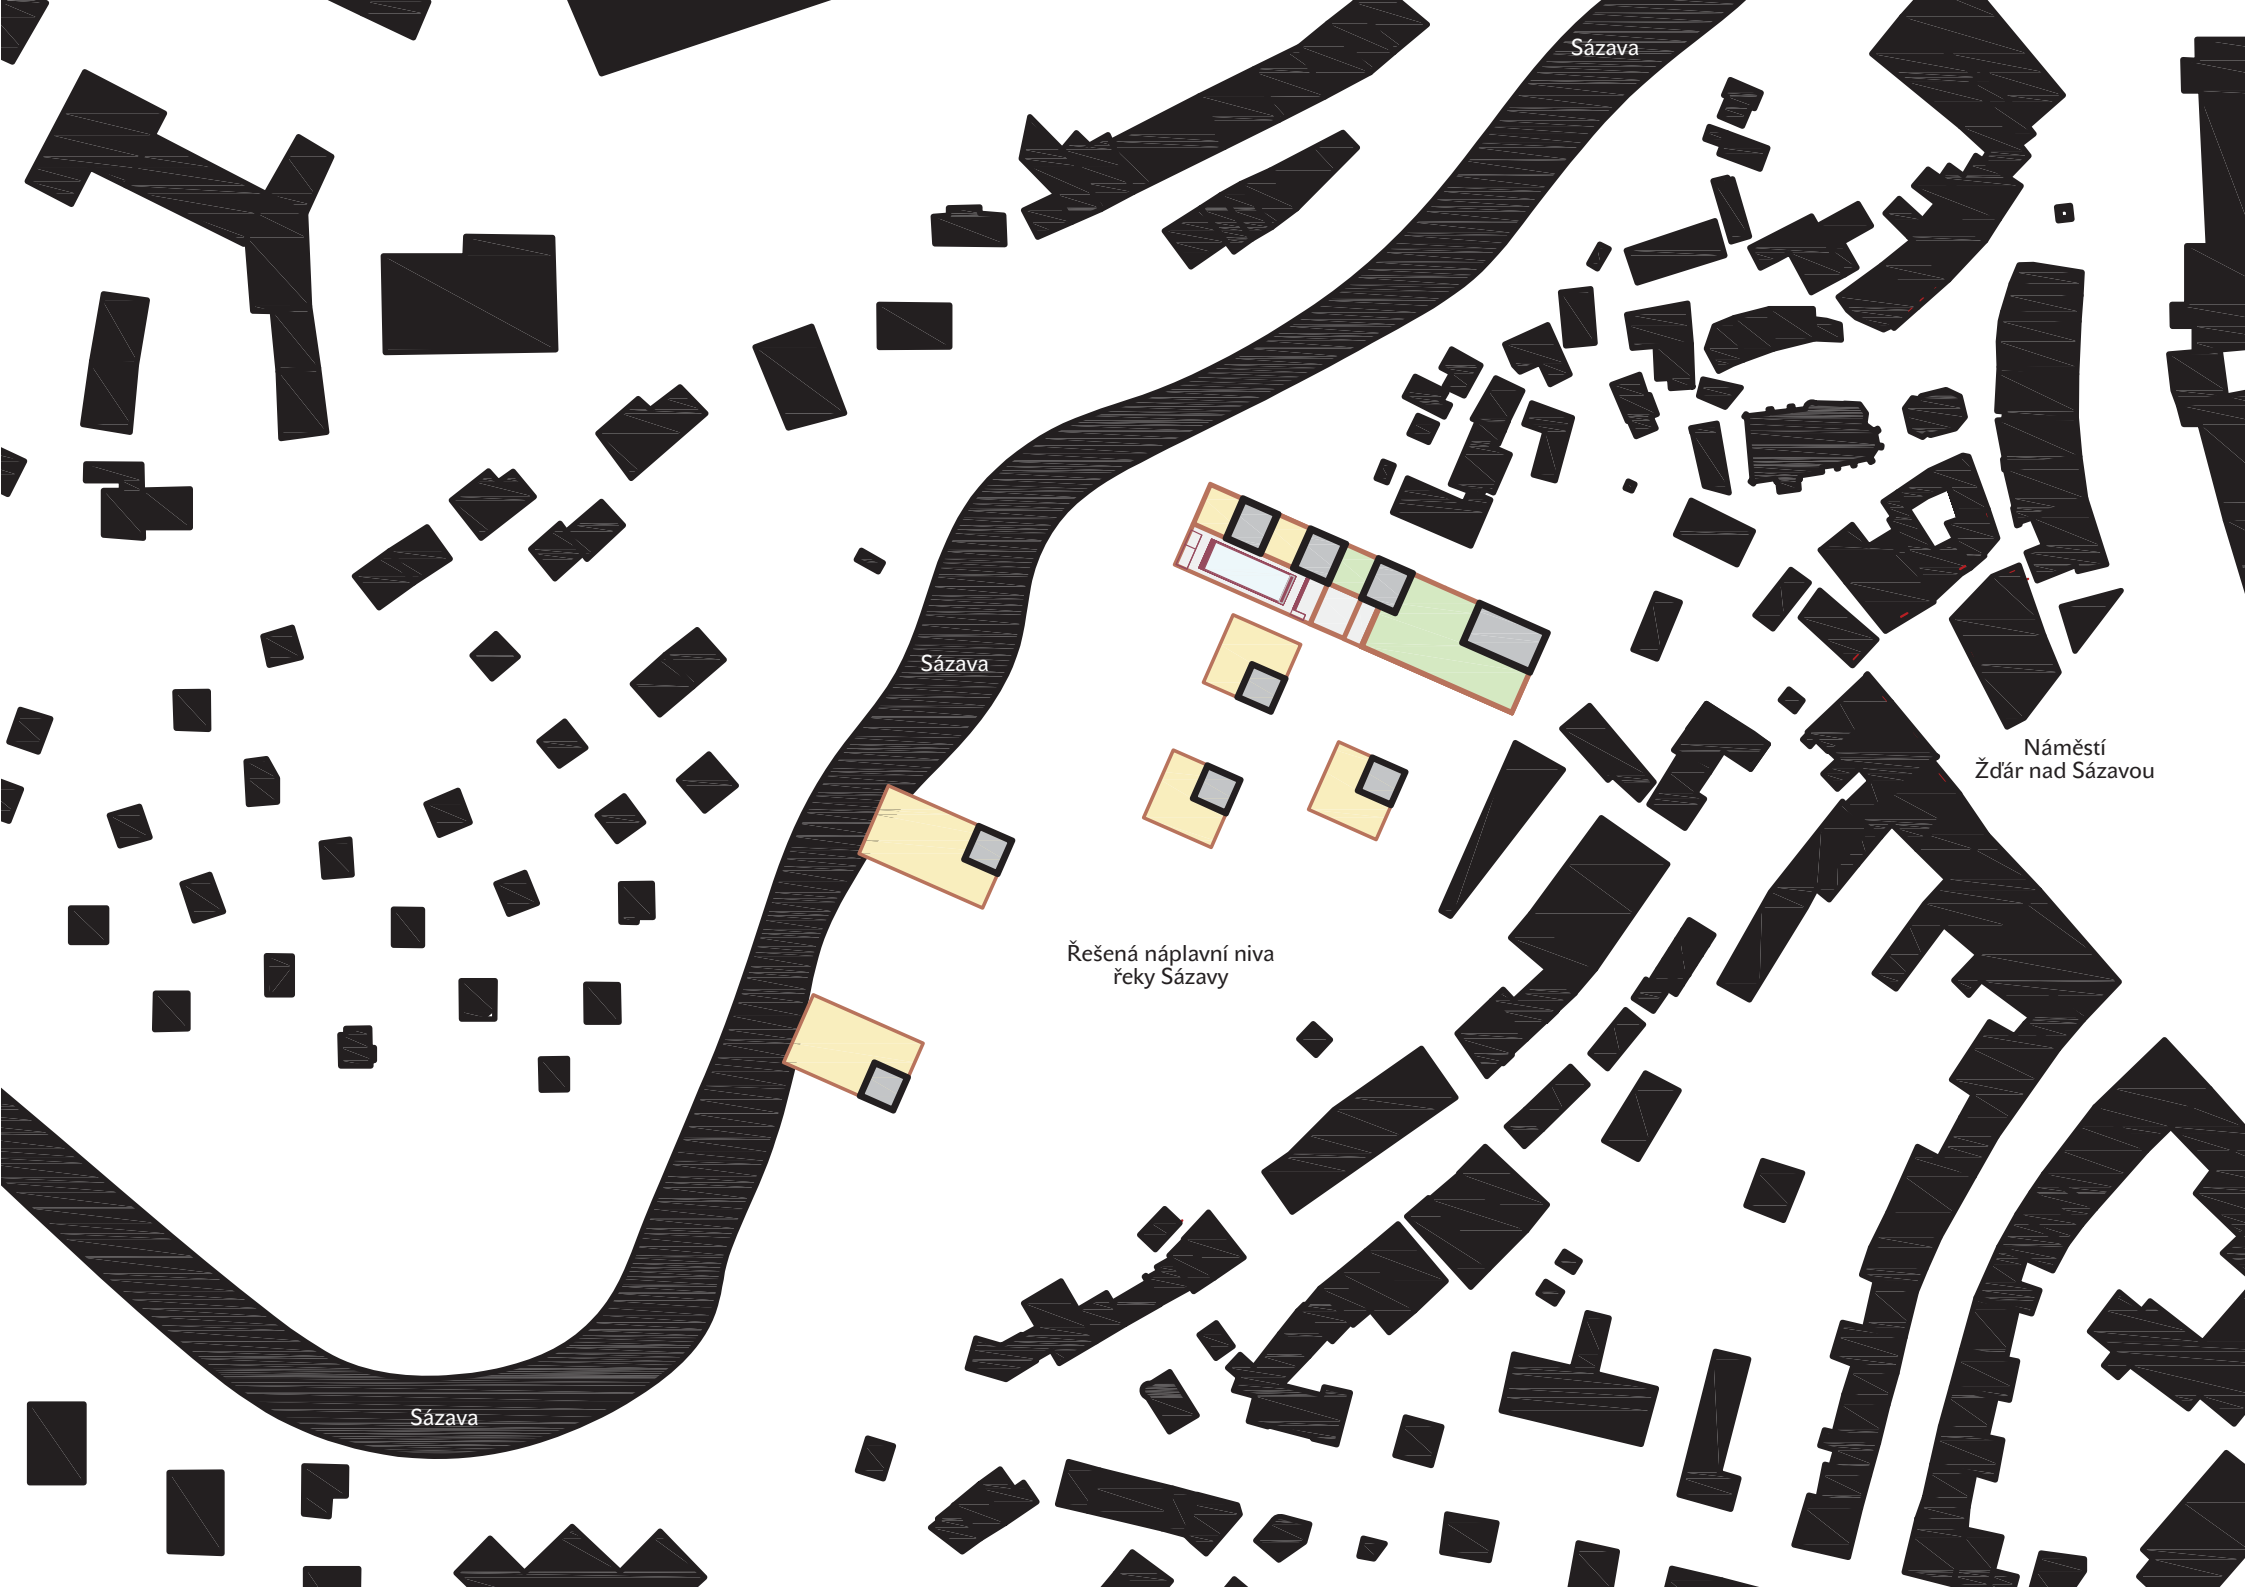 Sázava
Sázava
Náměstí
Žďár nad Sázavou
Řešená náplavní niva
řeky Sázavy
Sázava